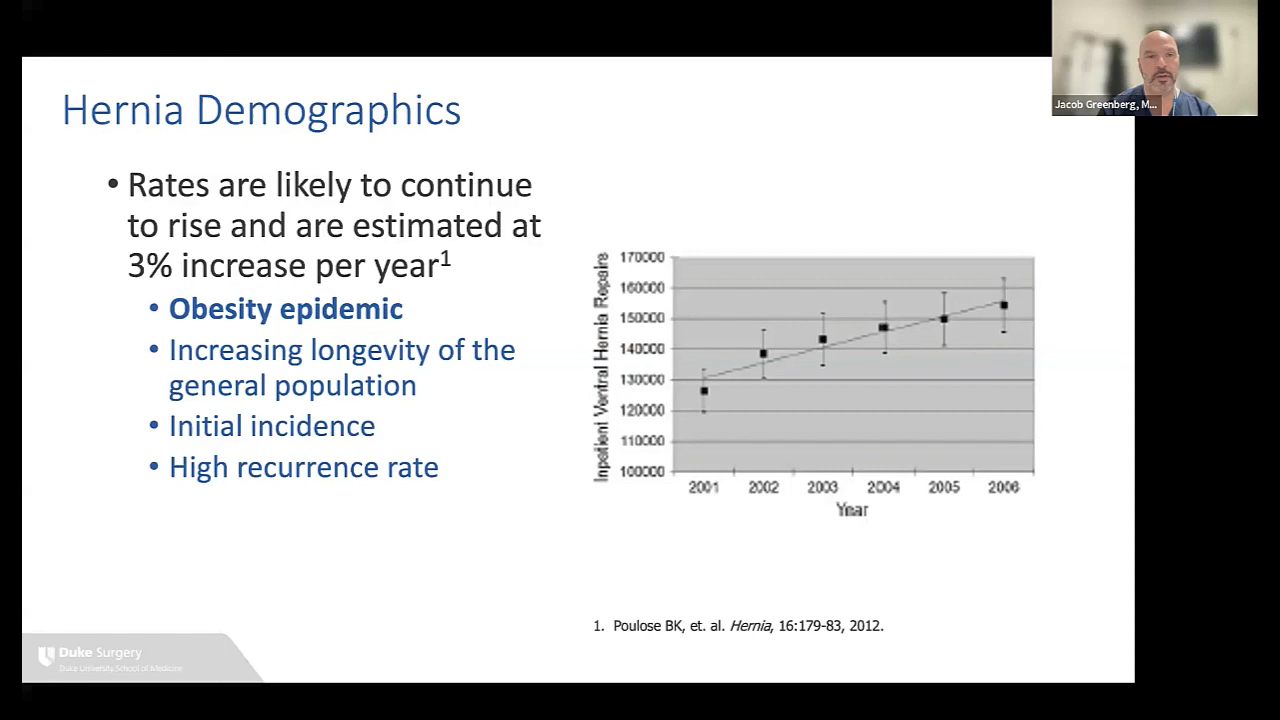 Jacob Greenberg, M...
Hernia Demographics
• Rates are likely to continue
to rise and are estimated at
3% increase per year1
• Obesity epidemic
• Increasing longevity of the
general population
• Initial incidence
• High recurrence rate
Inpatient Ventral Hernia Repairs
170000
160000
150000
140000
130000
120000
110000
100000
2001 2002 2003 2004 2005 2006
Year
1. Poulose BK, et. al. Hernia, 16:179-83, 2012.
Duke Surgery
Duke University School of Medicine